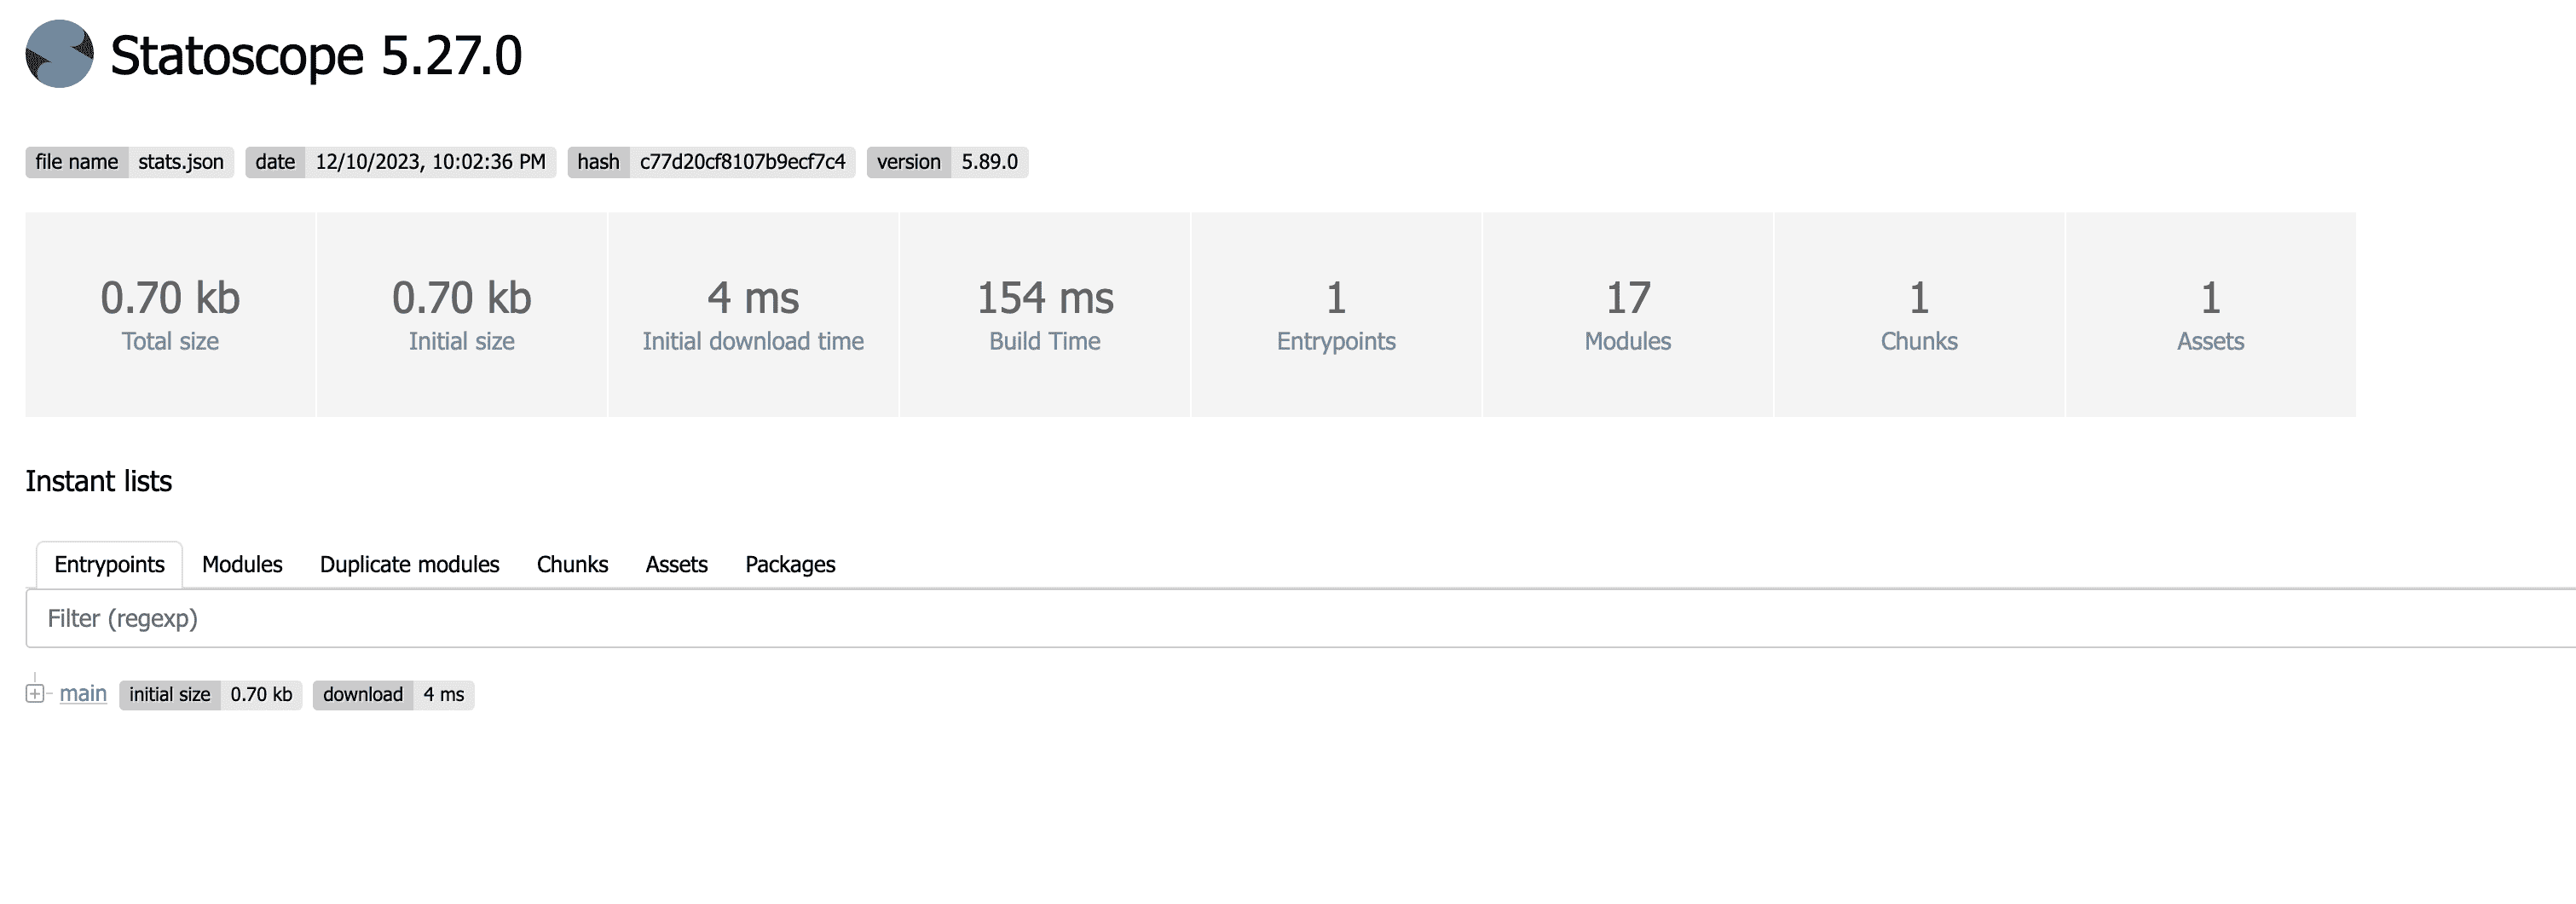 Statoscope 5.27.0
file name stats.json date 12/10/2023, 10:02:36 PM hash c77d20cf8107b9ecf7c4 version 5.89.0
0.70 kb 0.70 kb 4 ms 154 ms 1 17 1 1
Total size Initial size Initial download time Build Time Entrypoints Modules Chunks Assets
Instant lists
Entrypoints Modules Duplicate modules Chunks Assets Packages
Filter (regexp)
main initial size 0.70 kb download 4 ms